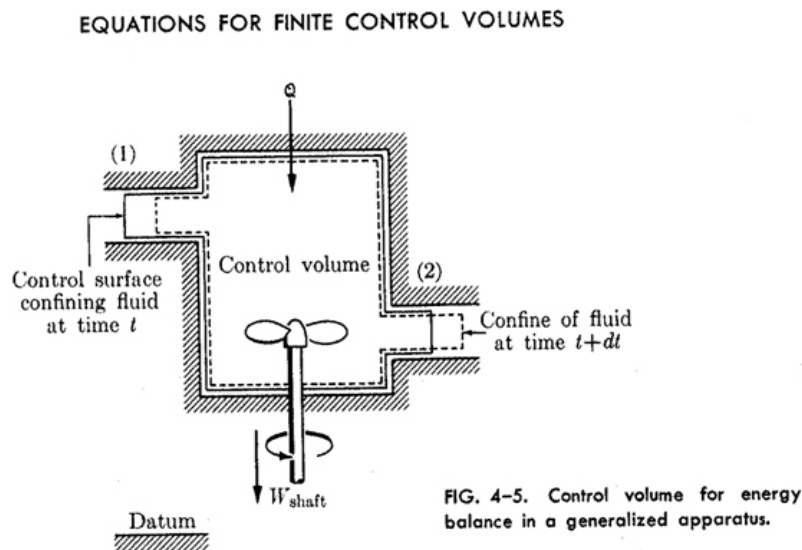 EQUATIONS FOR FINITE CONTROL VOLUMES
Q
(1)
Control volume
(2)
Control surface
confining fluid
at time t
Confine of fluid
at time t+dt
Wshaft
Datum
FIG. 4–5. Control volume for energy
balance in a generalized apparatus.